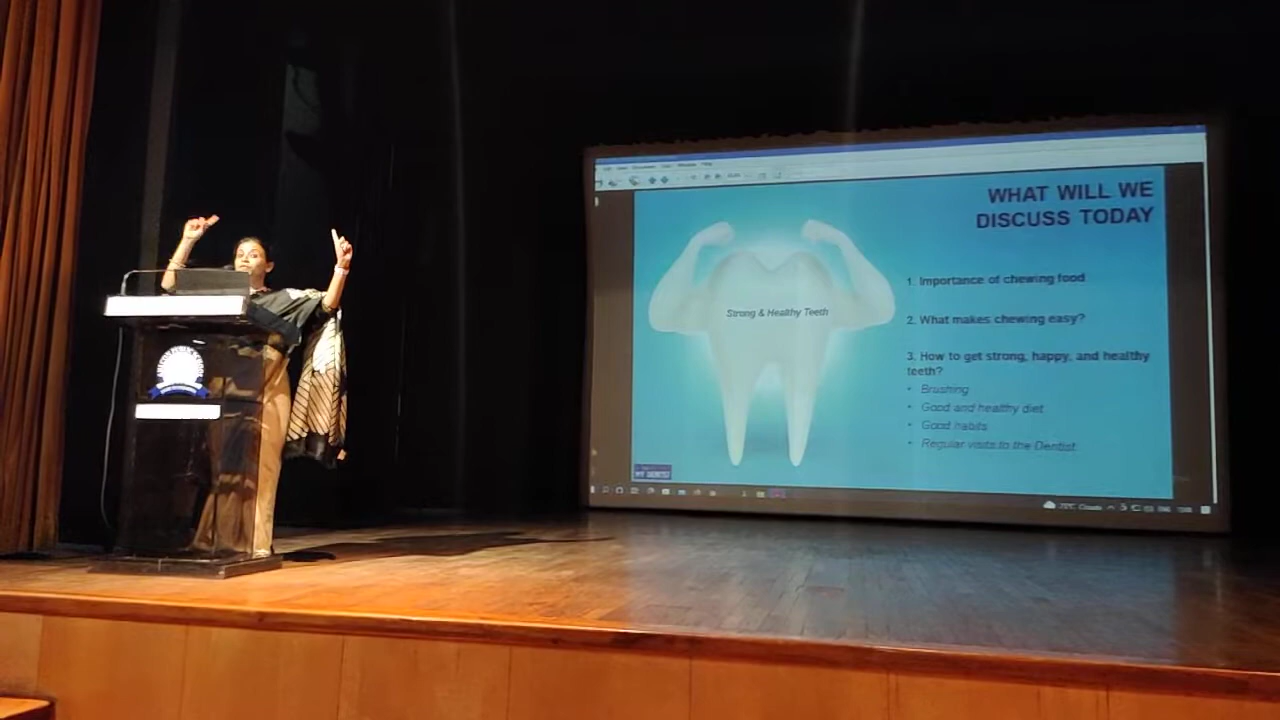 WHAT WILL WE
DISCUSS TODAY
Strong & Healthy Teeth
1. Importance of chewing food
2. What makes chewing easy?
3. How to get strong, happy, and healthy
teeth?
• Brushing
• Good and healthy diet
• Good habits
• Regular visits to the Dentist